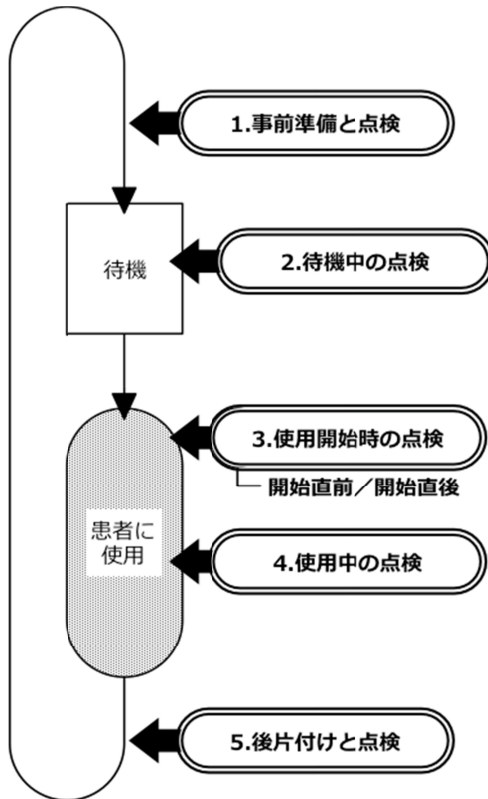 1.事前準備と点検
待機
2.待機中の点検
3.使用開始時の点検
開始直前／開始直後
患者に
使用
4.使用中の点検
5.後片付けと点検